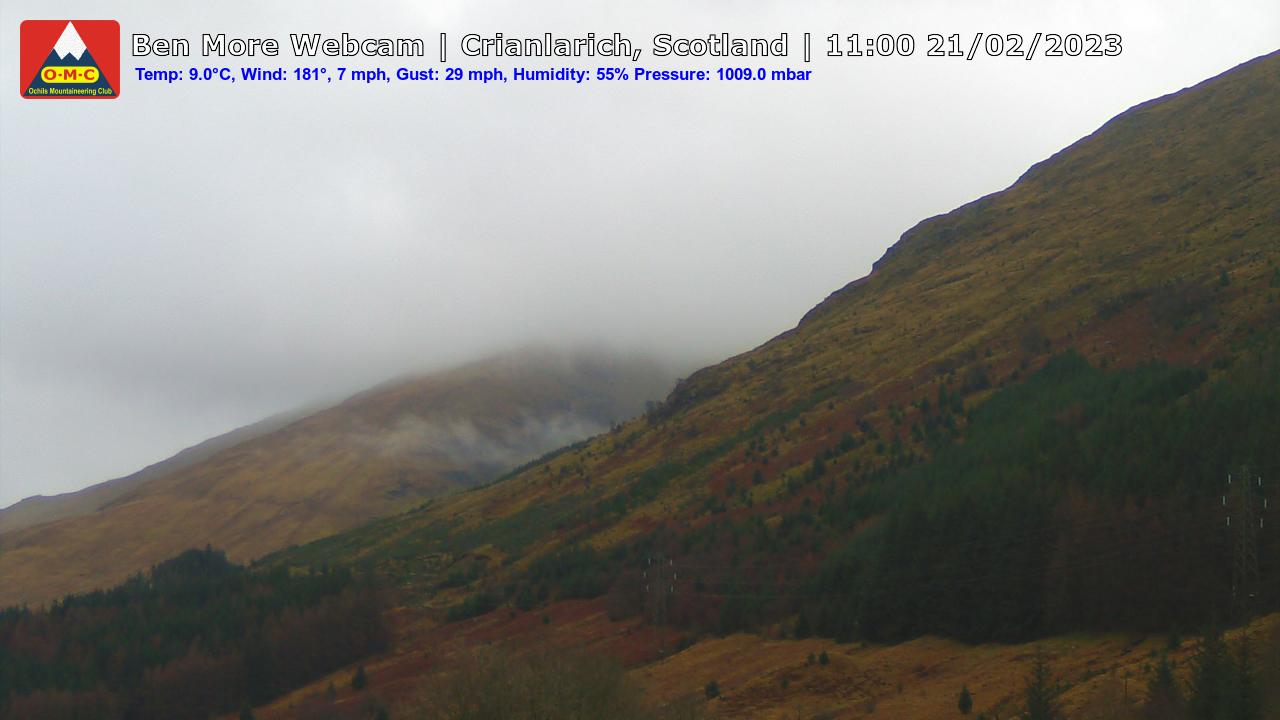 Ben More Webcam | Crianlarich, Scotland | 11:00 21/02/2023
Temp: 9.0°C, Wind: 181°, 7 mph, Gust: 29 mph, Humidity: 55% Pressure: 1009.0 mbar
O-M-C
Ochils Mountaineering Club